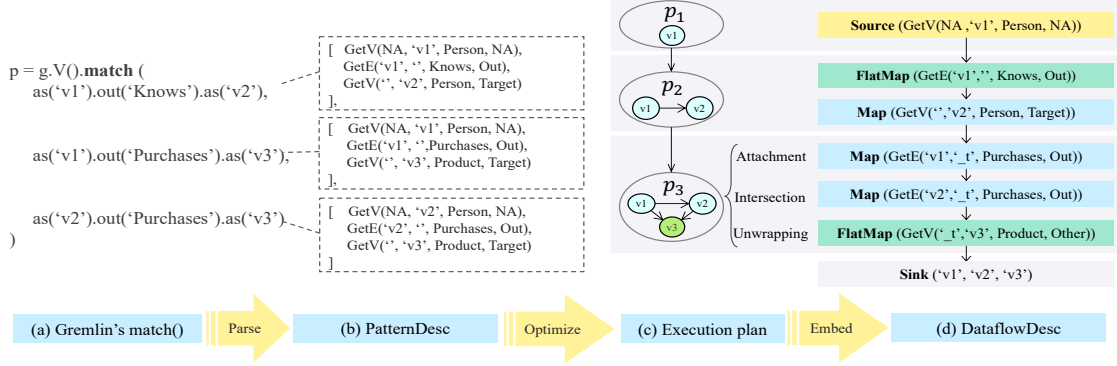 p = g.V().match (
as(‘v1’).out(‘Knows’).as(‘v2’),
as(‘v1’).out(‘Purchases’).as(‘v3’),
as(‘v2’).out(‘Purchases’).as(‘v3’)
)
[ GetV(NA, ‘v1’, Person, NA),
GetE(‘v1’, ‘’, Knows, Out),
GetV(‘’, ‘v2’, Person, Target)
],
[ GetV(NA, ‘v1’, Person, NA),
GetE(‘v1’, ‘’,Purchases, Out),
GetV(‘’, ‘v3’, Product, Target)
],
[ GetV(NA, ‘v2’, Person, NA),
GetE(‘v2’, ‘’, Purchases, Out),
GetV(‘’, ‘v3’, Product, Target)
]
p1
v1
p2
v1 v2
p3
v1 v2
v3
Attachment
Intersection
Unwrapping
Source (GetV(NA ,‘v1’, Person, NA))
FlatMap (GetE(‘v1’,‘’, Knows, Out))
Map (GetV(‘’,‘v2’, Person, Target))
Map (GetE(‘v1’,‘_t’, Purchases, Out))
Map (GetE(‘v2’,‘_t’, Purchases, Out))
FlatMap (GetV(‘_t’,‘v3’, Product, Other))
Sink (‘v1’, ‘v2’, ‘v3’)
(a) Gremlin’s match()
Parse
(b) PatternDesc
Optimize
(c) Execution plan
Embed
(d) DataflowDesc